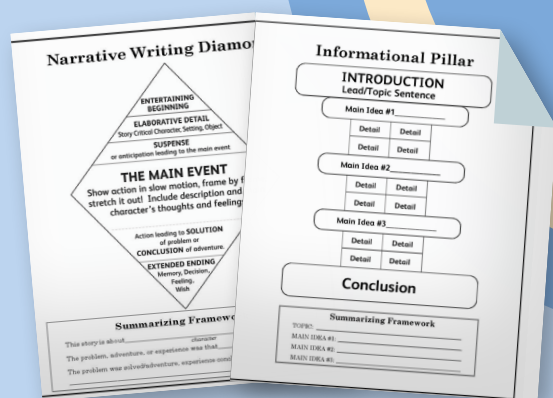 Narrative Writing Diamo
ENTERTAINING
BEGINNING
ELABORATIVE DETAIL
Story Critical Character, Setting, Object
SUSPENSE
or anticipation leading to the main event
THE MAIN EVENT
Show action in slow motion, frame by f
stretch it out! Include description and
character's thoughts and feelings
Action leading to SOLUTION
of problem or
CONCLUSION of adventure.
EXTENDED ENDING
Memory, Decision,
Feeling,
Wish
Summarizing Framewo
This story is about
character
The problem, adventure, or experience was that
The problem was solved/adventure, experience conc
Informational Pillar
INTRODUCTION
Lead/Topic Sentence
Main Idea #1
Detail Detail
Detail Detail
Main Idea #2
Detail Detail
Detail Detail
Main Idea #3
Detail Detail
Detail Detail
Conclusion
Summarizing Framework
TOPIC:
MAIN IDEA #1:
MAIN IDEA #2:
MAIN IDEA #3: